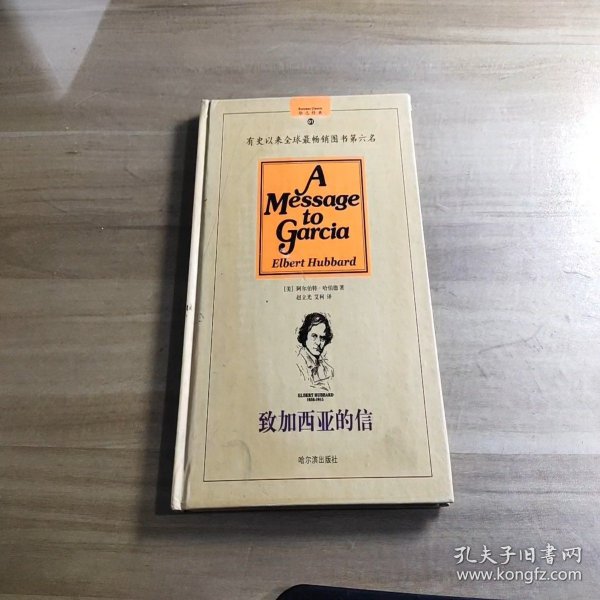 Business Classic
01
有史以来全球最畅销图书第六名
A
Message
to
Garcia
Elbert Hubbard
[美] 阿尔伯特·哈伯德 著
赵立光 艾柯 译
ELBERT HUBBARD
1856-1915
致加西亚的信
哈尔滨出版社
孔夫子旧书网
www.kongfz.com